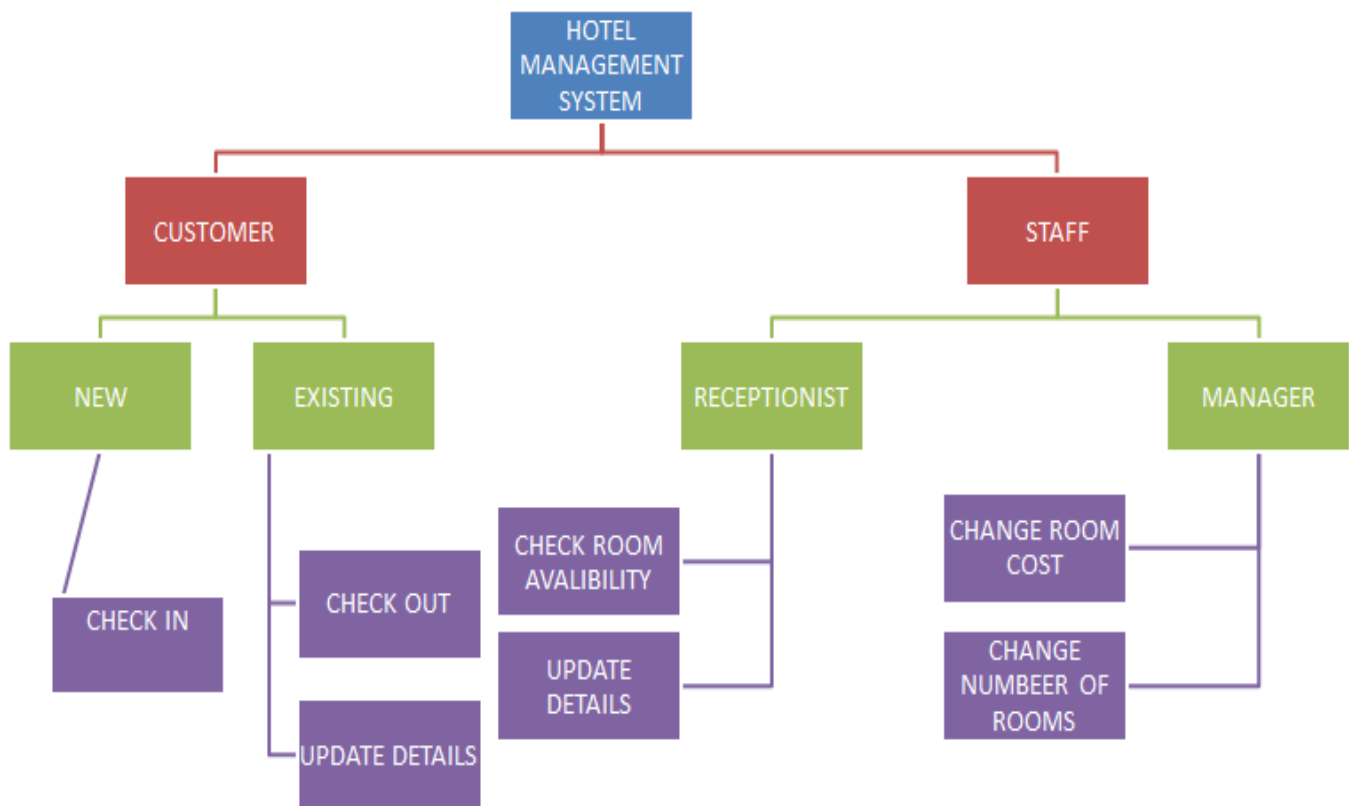 HOTEL
MANAGEMENT
SYSTEM
CUSTOMER
STAFF
NEW
EXISTING
RECEPTIONIST
MANAGER
CHECK IN
CHECK OUT
UPDATE DETAILS
CHECK ROOM
AVALIBILITY
UPDATE
DETAILS
CHANGE ROOM
COST
CHANGE
NUMBEER OF
ROOMS